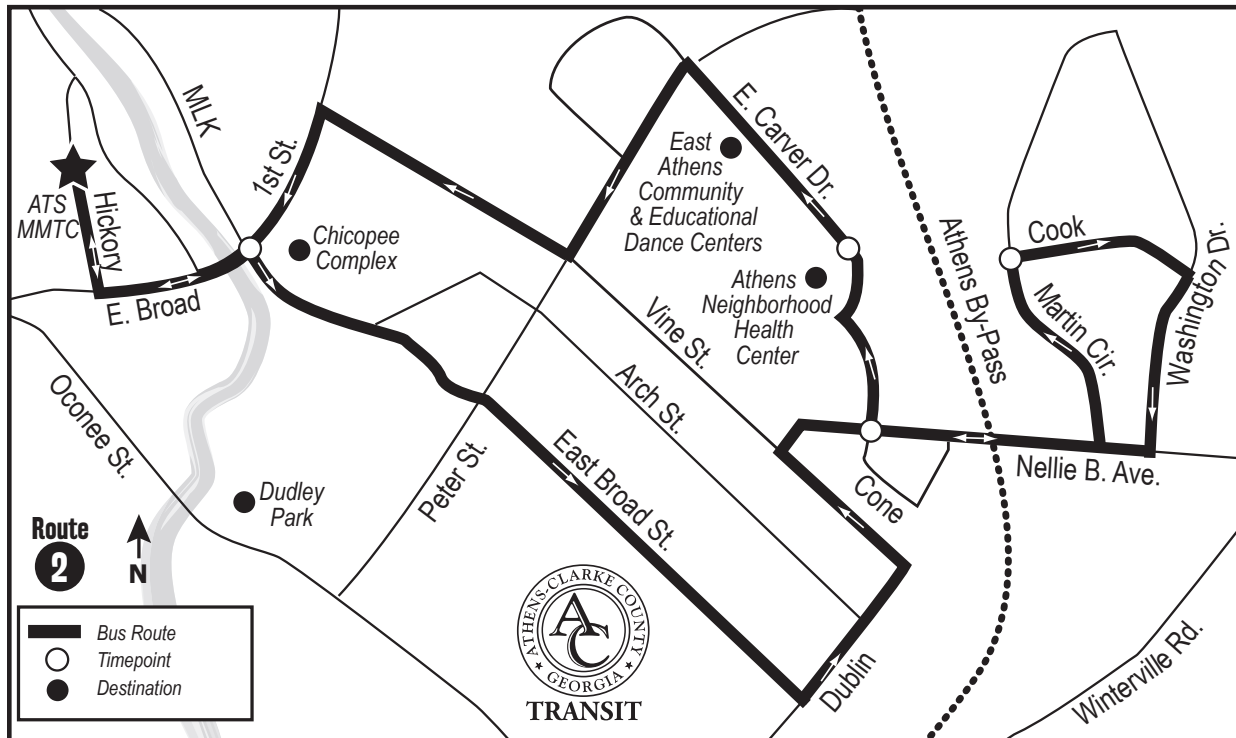 MLK
1st St.
ATS
MMTC
Hickory
E. Broad
Chicopee
Complex
East
Athens
Community
& Educational
Dance Centers
E. Carver Dr.
Athens
Neighborhood
Health
Center
Athens By-Pass
Cook
Martin Cir.
Washington Dr.
Nellie B. Ave.
Vine St.
Arch St.
Cone
East Broad St.
Peter St.
Oconee St.
Dudley
Park
Dublin
Winterville Rd.
Route
2
N
Bus Route
Timepoint
Destination
ATHENS-CLARKE COUNTY
AC
GEORGIA
TRANSIT